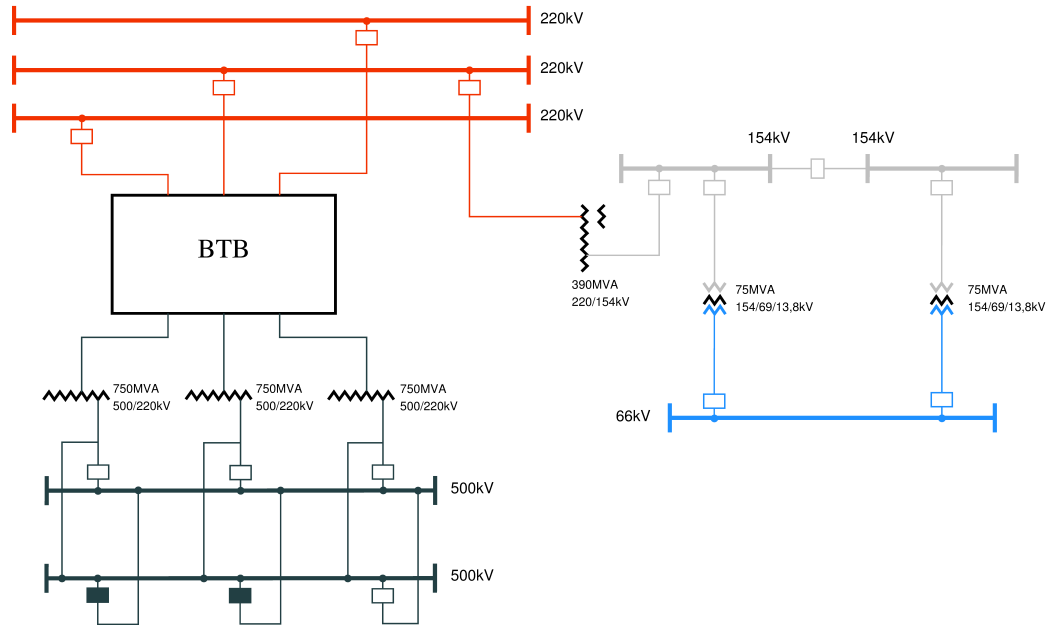 220kV
220kV
220kV
154kV
154kV
BTB
390MVA
220/154kV
75MVA
154/69/13,8kV
75MVA
154/69/13,8kV
750MVA
500/220kV
750MVA
500/220kV
750MVA
500/220kV
66kV
500kV
500kV